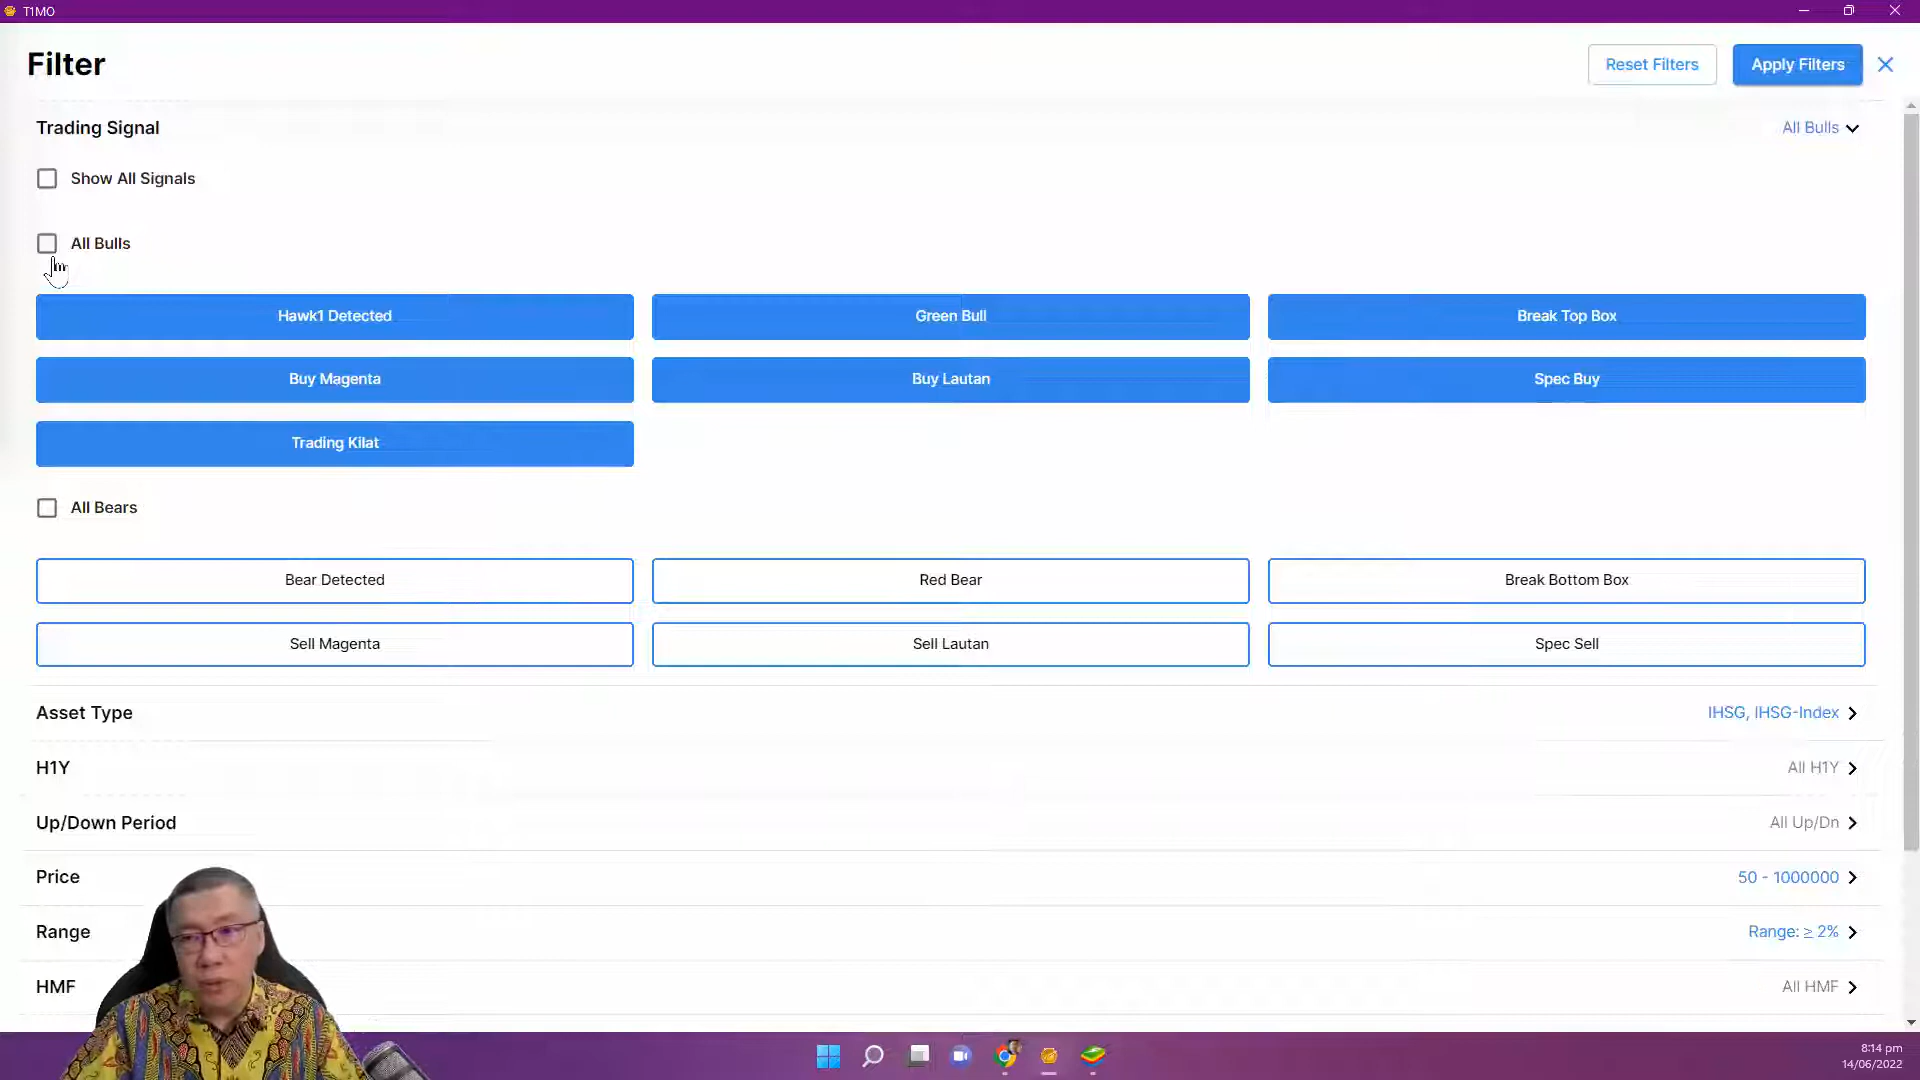 T1MO
Filter
Reset Filters
Apply Filters
Trading Signal
All Bulls
Show All Signals
All Bulls
Hawk1 Detected
Green Bull
Break Top Box
Buy Magenta
Buy Lautan
Spec Buy
Trading Kilat
All Bears
Bear Detected
Red Bear
Break Bottom Box
Sell Magenta
Sell Lautan
Spec Sell
Asset Type
IHSG, IHSG-Index
H1Y
All H1Y
Up/Down Period
All Up/Dn
Price
50 - 1000000
Range
Range: ≥ 2%
HMF
All HMF
8:14 pm
14/06/2022